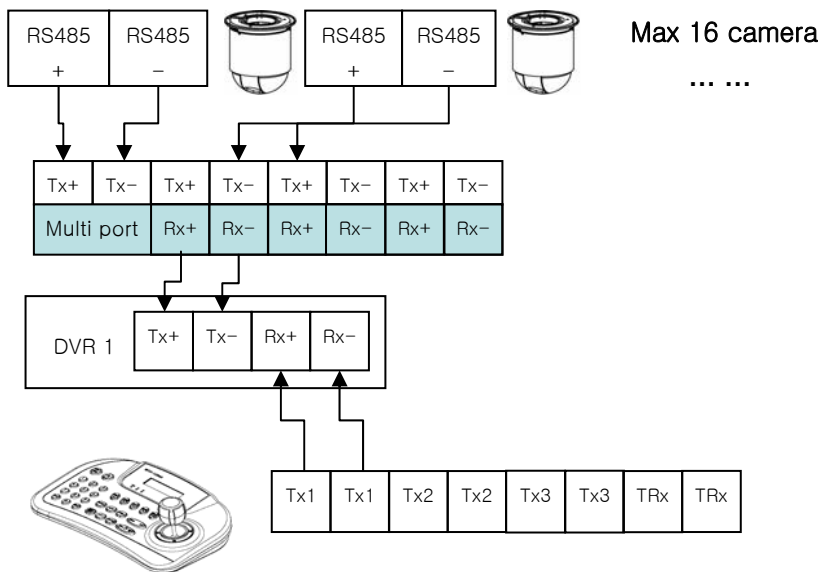 RS485 RS485 RS485 RS485 Max 16 camera
+ − + − ... ...
Tx+ Tx− Tx+ Tx− Tx+ Tx− Tx+ Tx−
Multi port Rx+ Rx− Rx+ Rx− Rx+ Rx−
DVR 1 Tx+ Tx− Rx+ Rx−
Tx1 Tx1 Tx2 Tx2 Tx3 Tx3 TRx TRx